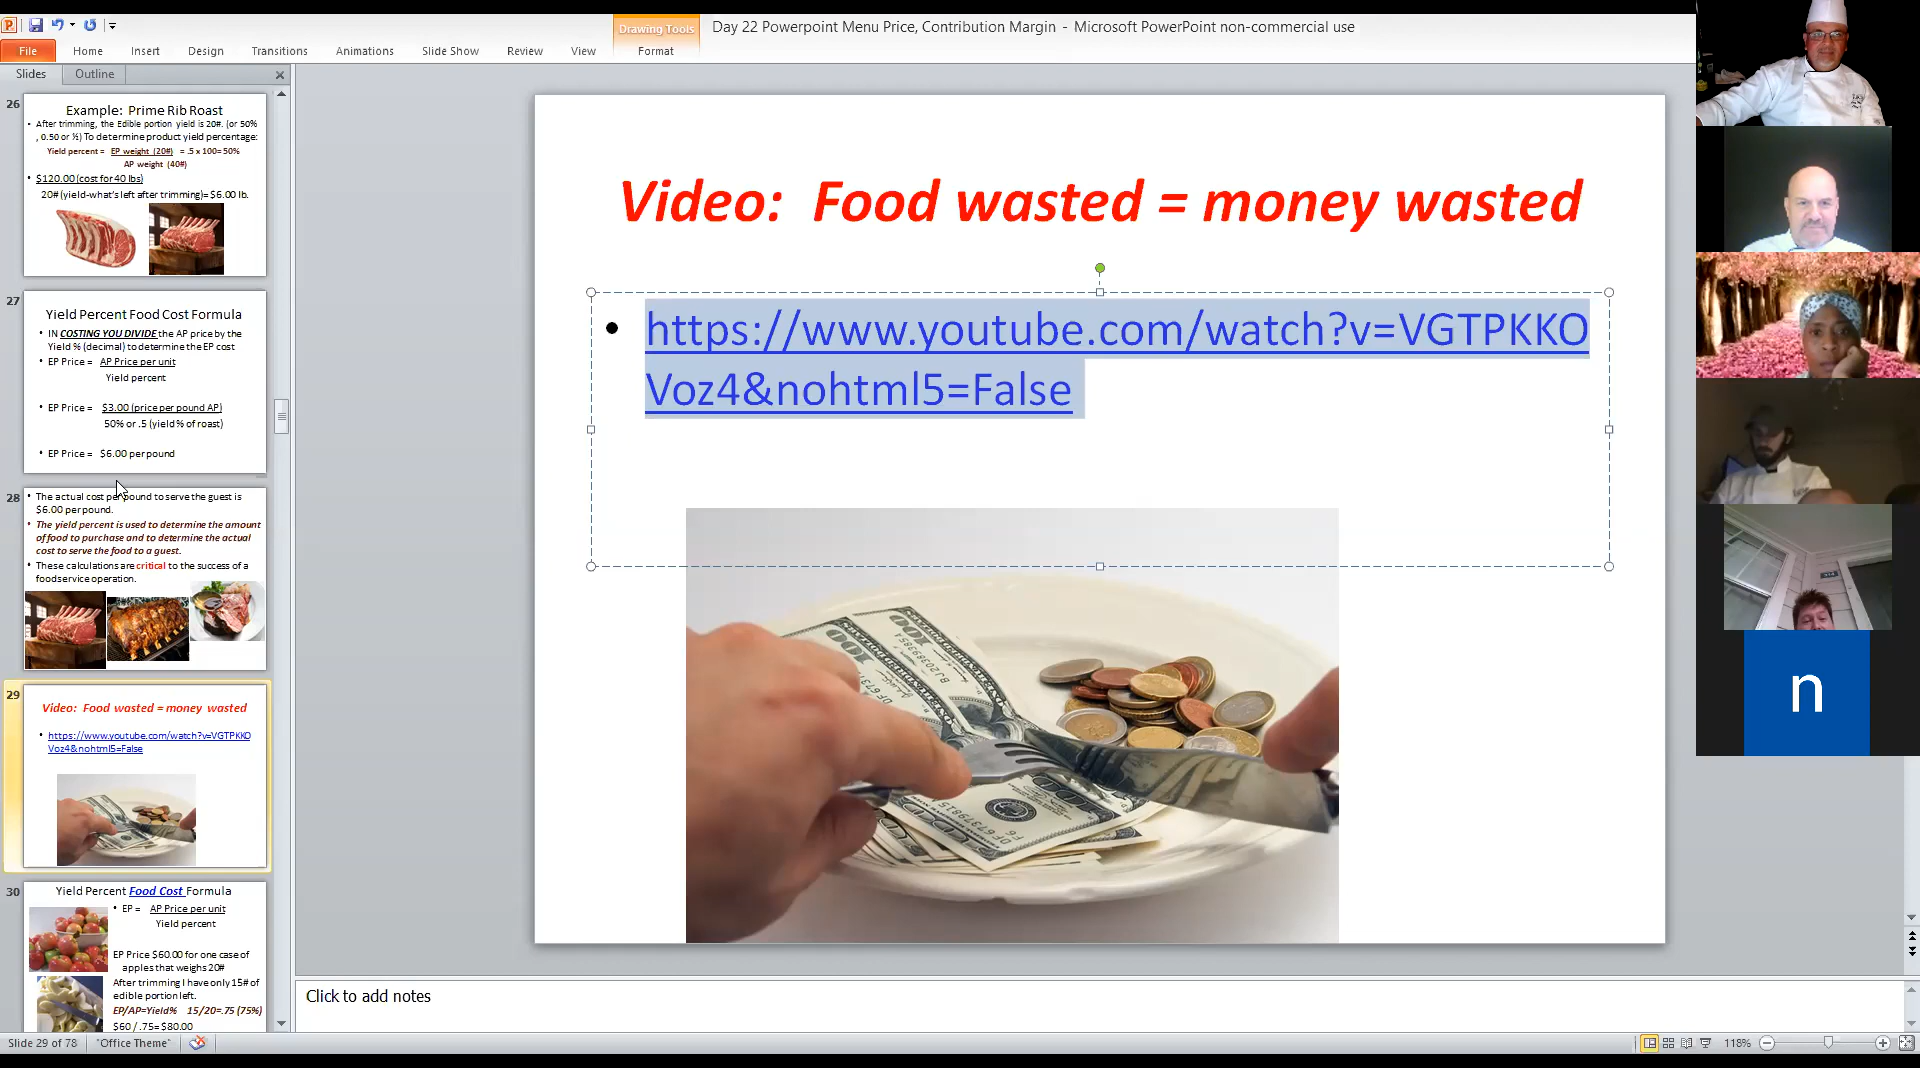 Day 22 Powerpoint Menu Price, Contribution Margin - Microsoft PowerPoint non-commercial use
Drawing Tools
File Home Insert Design Transitions Animations Slide Show Review View Format
Slides Outline
26
Example: Prime Rib Roast
• After trimming, the Edible portion yield is 20#. (or 50%
, 0.50 or ½) To determine product yield percentage:
Yield percent = EP weight (20#) = .5 x 100= 50%
AP weight (40#)
• $120.00 (cost for 40 lbs)
20# (yield-what's left after trimming)= $6.00 lb.
27
Yield Percent Food Cost Formula
• IN COSTING YOU DIVIDE the AP price by the
Yield % (decimal) to determine the EP cost
• EP Price = AP Price per unit
Yield percent
• EP Price = $3.00 (price per pound AP)
50% or .5 (yield % of roast)
• EP Price = $6.00 per pound
28
• The actual cost per pound to serve the guest is
$6.00 per pound.
• The yield percent is used to determine the amount
of food to purchase and to determine the actual
cost to serve the food to a guest.
• These calculations are critical to the success of a
foodservice operation.
29
Video: Food wasted = money wasted
• https://www.youtube.com/watch?v=VGTPKKO
Voz4&nohtml5=False
30
Yield Percent Food Cost Formula
• EP = AP Price per unit
Yield percent
EP Price $60.00 for one case of
apples that weighs 20#
After trimming I have only 15# of
edible portion left.
EP/AP=Yield% 15/20=.75 (75%)
$60 / .75= $80.00
Video: Food wasted = money wasted
• https://www.youtube.com/watch?v=VGTPKKO
Voz4&nohtml5=False
100
100
F6 73679815
Click to add notes
Slide 29 of 78 "Office Theme" 118%
n